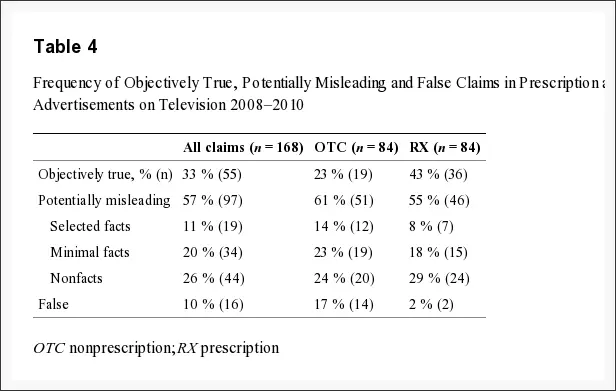 Table 4
Frequency of Objectively True, Potentially Misleading and False Claims in Prescription
Advertisements on Television 2008–2010
All claims (n = 168) OTC (n = 84) RX (n = 84)
Objectively true, % (n) 33 % (55) 23 % (19) 43 % (36)
Potentially misleading 57 % (97) 61 % (51) 55 % (46)
Selected facts 11 % (19) 14 % (12) 8 % (7)
Minimal facts 20 % (34) 23 % (19) 18 % (15)
Nonfacts 26 % (44) 24 % (20) 29 % (24)
False 10 % (16) 17 % (14) 2 % (2)
OTC nonprescription; RX prescription